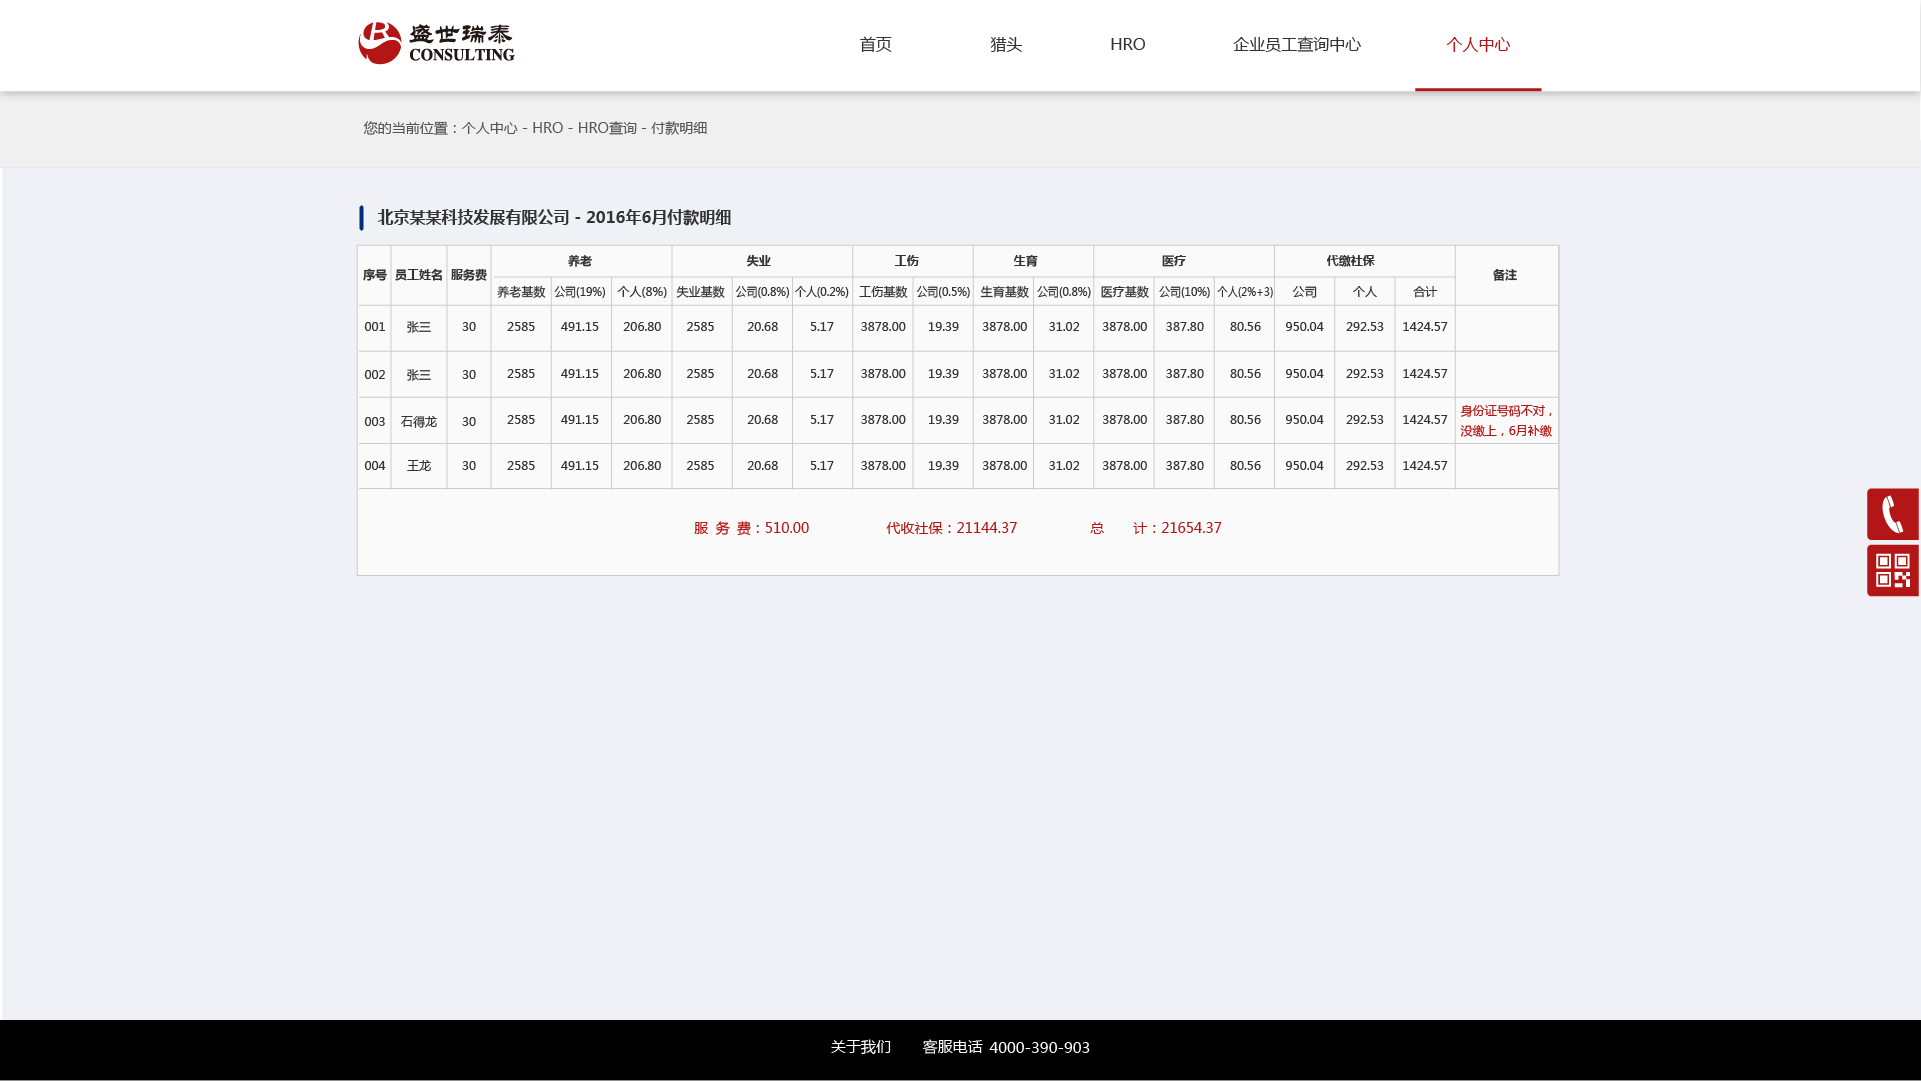 盛世瑞泰
CONSULTING
首页 猎头 HRO 企业员工查询中心 个人中心
您的当前位置：个人中心 - HRO - HRO查询 - 付款明细
北京某某科技发展有限公司 - 2016年6月付款明细
序号 员工姓名 服务费 养老 失业 工伤 生育 医疗 代缴社保 备注
养老基数 公司(19%) 个人(8%) 失业基数 公司(0.8%) 个人(0.2%) 工伤基数 公司(0.5%) 生育基数 公司(0.8%) 医疗基数 公司(10%) 个人(2%+3) 公司 个人 合计
001 张三 30 2585 491.15 206.80 2585 20.68 5.17 3878.00 19.39 3878.00 31.02 3878.00 387.80 80.56 950.04 292.53 1424.57
002 张三 30 2585 491.15 206.80 2585 20.68 5.17 3878.00 19.39 3878.00 31.02 3878.00 387.80 80.56 950.04 292.53 1424.57
003 石得龙 30 2585 491.15 206.80 2585 20.68 5.17 3878.00 19.39 3878.00 31.02 3878.00 387.80 80.56 950.04 292.53 1424.57 身份证号码不对，
没缴上，6月补缴
004 王龙 30 2585 491.15 206.80 2585 20.68 5.17 3878.00 19.39 3878.00 31.02 3878.00 387.80 80.56 950.04 292.53 1424.57
服 务 费：510.00 代收社保：21144.37 总 计：21654.37
关于我们 客服电话 4000-390-903